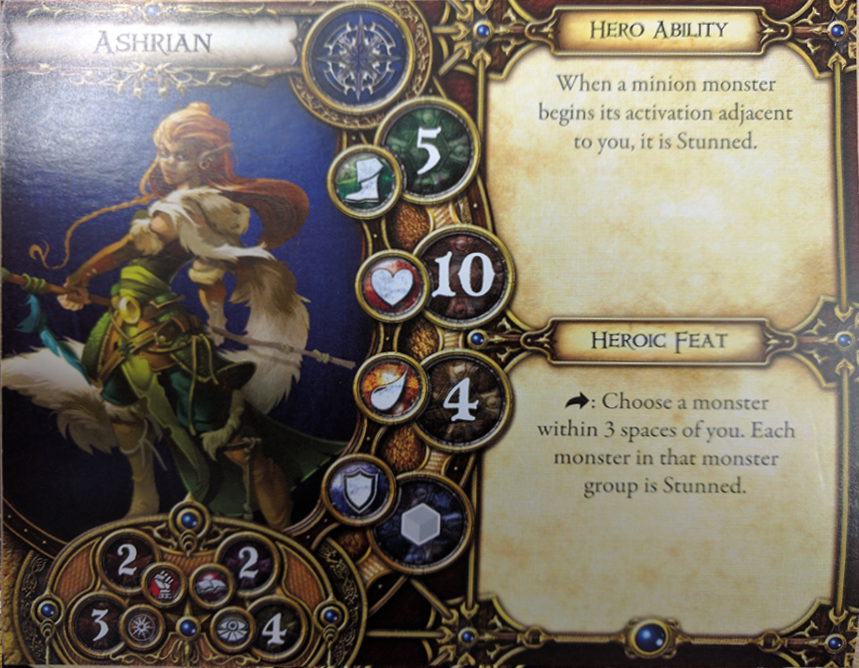 Ashrian
5
10
4
2
2
3
4
Hero Ability
When a minion monster
begins its activation adjacent
to you, it is Stunned.
Heroic Feat
: Choose a monster
within 3 spaces of you. Each
monster in that monster
group is Stunned.